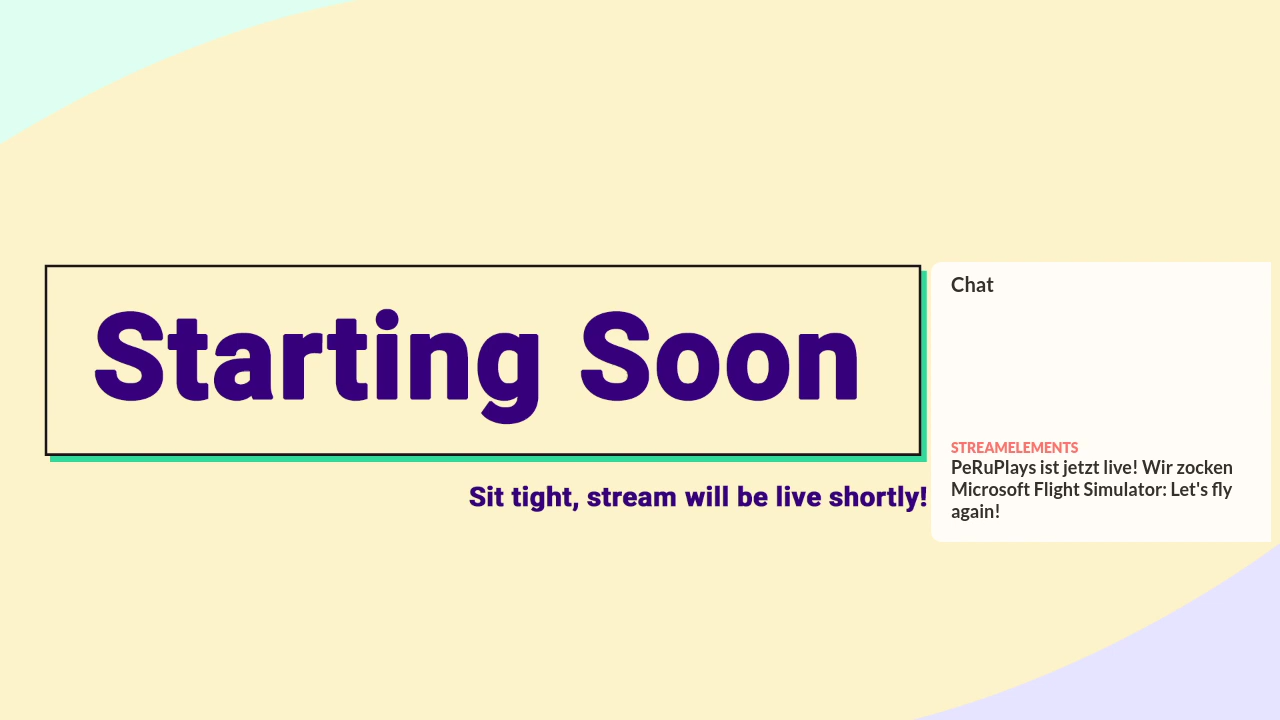 Starting Soon
Sit tight, stream will be live shortly!
Chat
STREAMELEMENTS
PeRuPlays ist jetzt live! Wir zocken
Microsoft Flight Simulator: Let's fly
again!